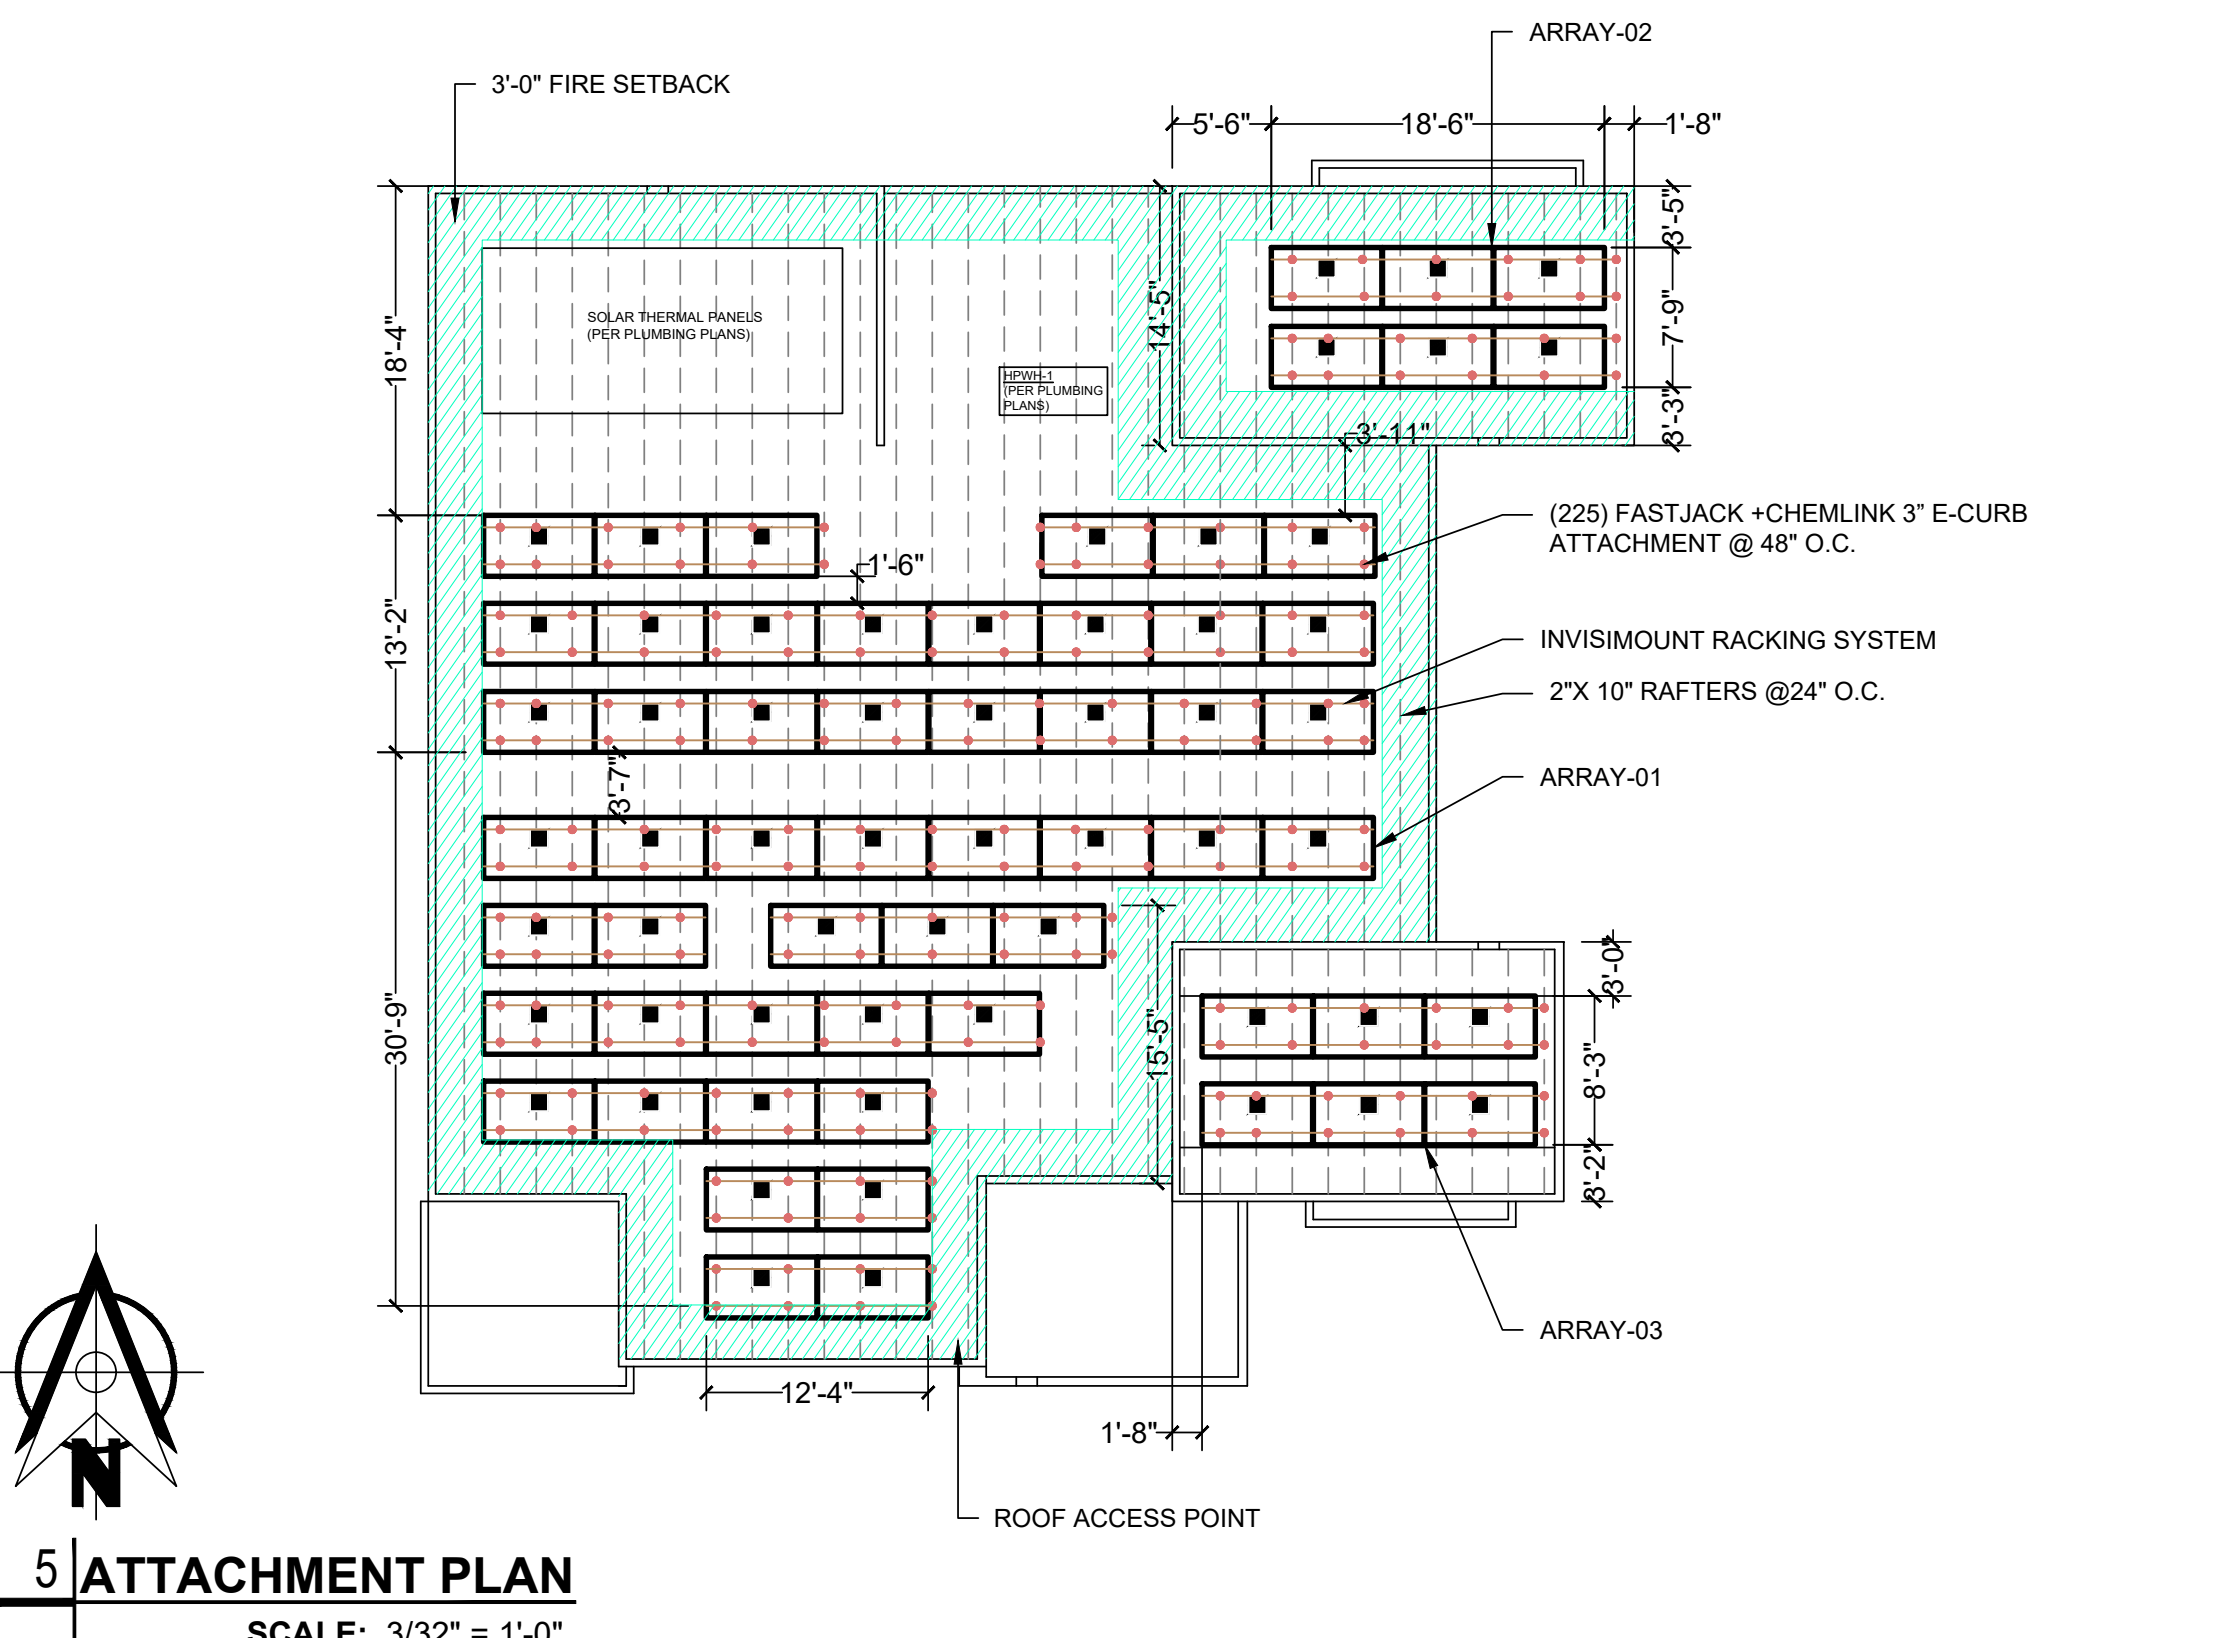 ARRAY-02
3'-0" FIRE SETBACK
5'-6"
18'-6"
1'-8"
3'-5"
7'-9"
3'-3"
14'-5"
18'-4"
SOLAR THERMAL PANELS
(PER PLUMBING PLANS)
HPWH-1
(PER PLUMBING
PLANS)
3'-11"
(225) FASTJACK +CHEMLINK 3” E-CURB
ATTACHMENT @ 48" O.C.
1'-6"
13'-2"
INVISIMOUNT RACKING SYSTEM
2"X 10" RAFTERS @24" O.C.
3'-7"
ARRAY-01
3'-0"
30'-9"
15'-5"
8'-3"
3'-2"
ARRAY-03
12'-4"
1'-8"
N
ROOF ACCESS POINT
5 ATTACHMENT PLAN
SCALE: 3/32" = 1'-0"